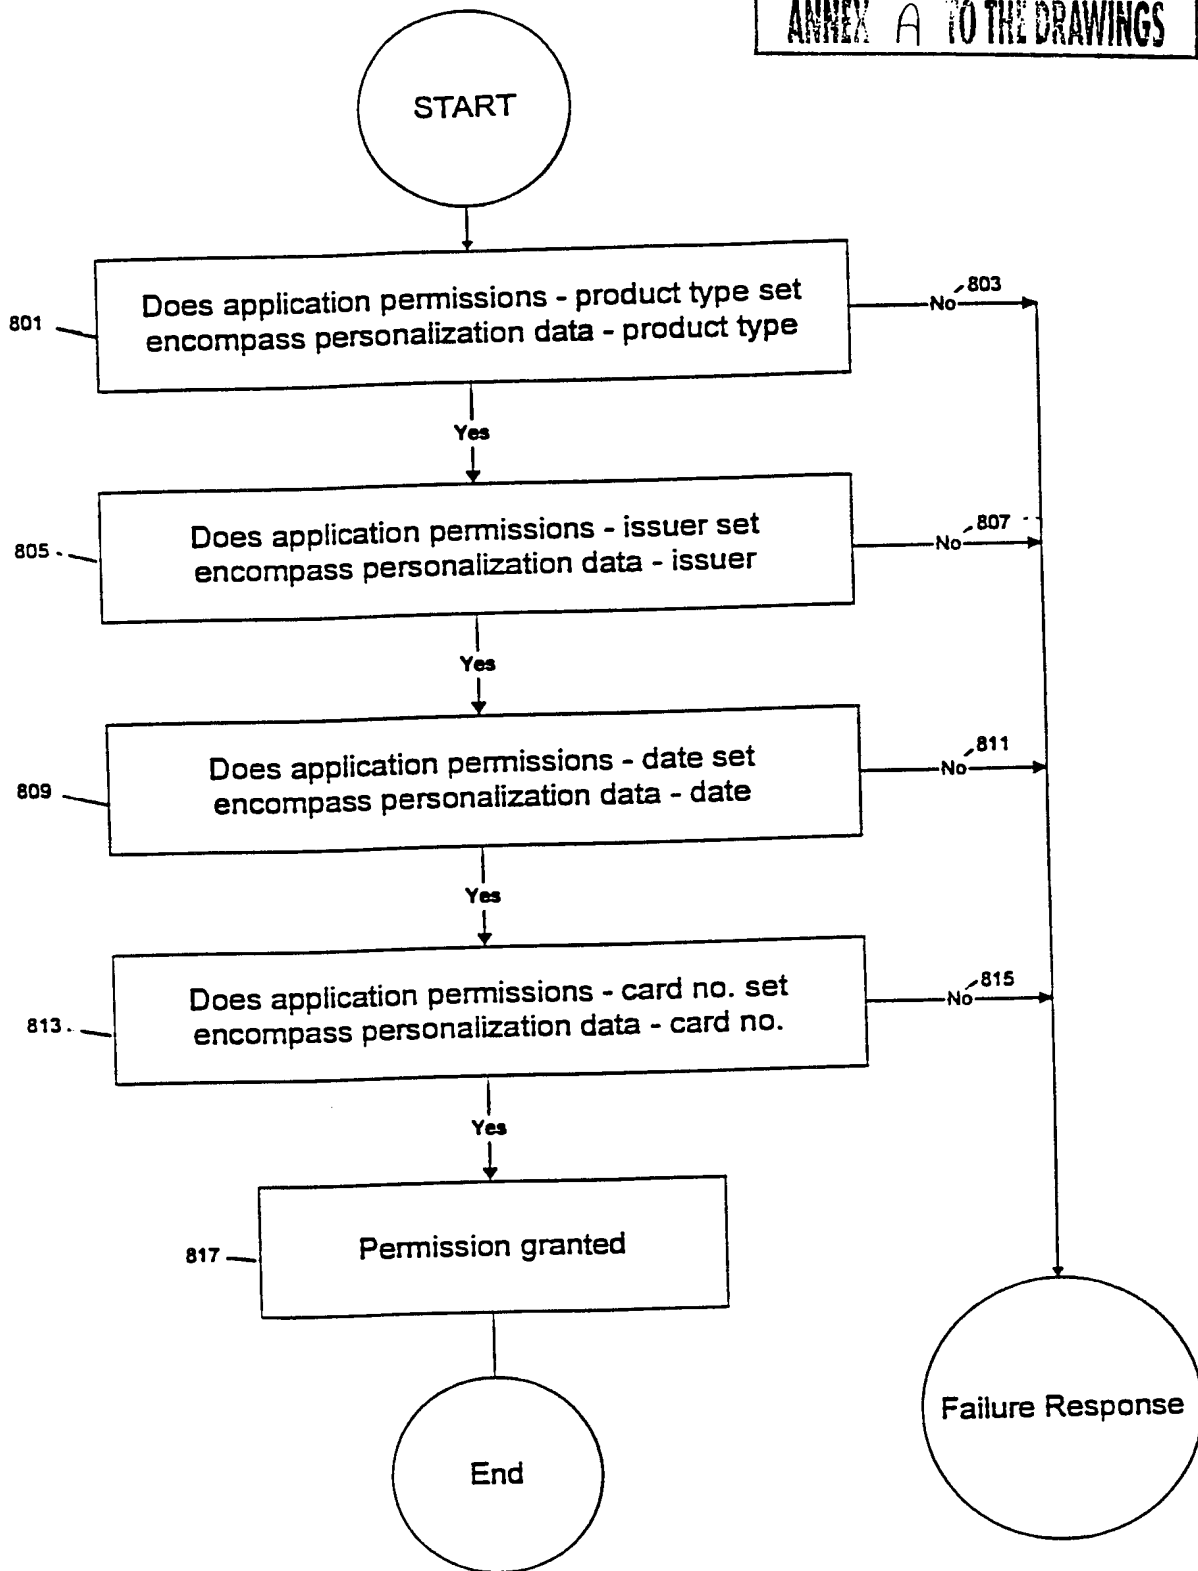 ANNEX A TO THE DRAWINGS
START
Does application permissions - product type set
encompass personalization data - product type
801
No
803
Yes
Does application permissions - issuer set
encompass personalization data - issuer
805
No
807
Yes
Does application permissions - date set
encompass personalization data - date
809
No
811
Yes
Does application permissions - card no. set
encompass personalization data - card no.
813
No
815
Yes
Permission granted
817
End
Failure Response